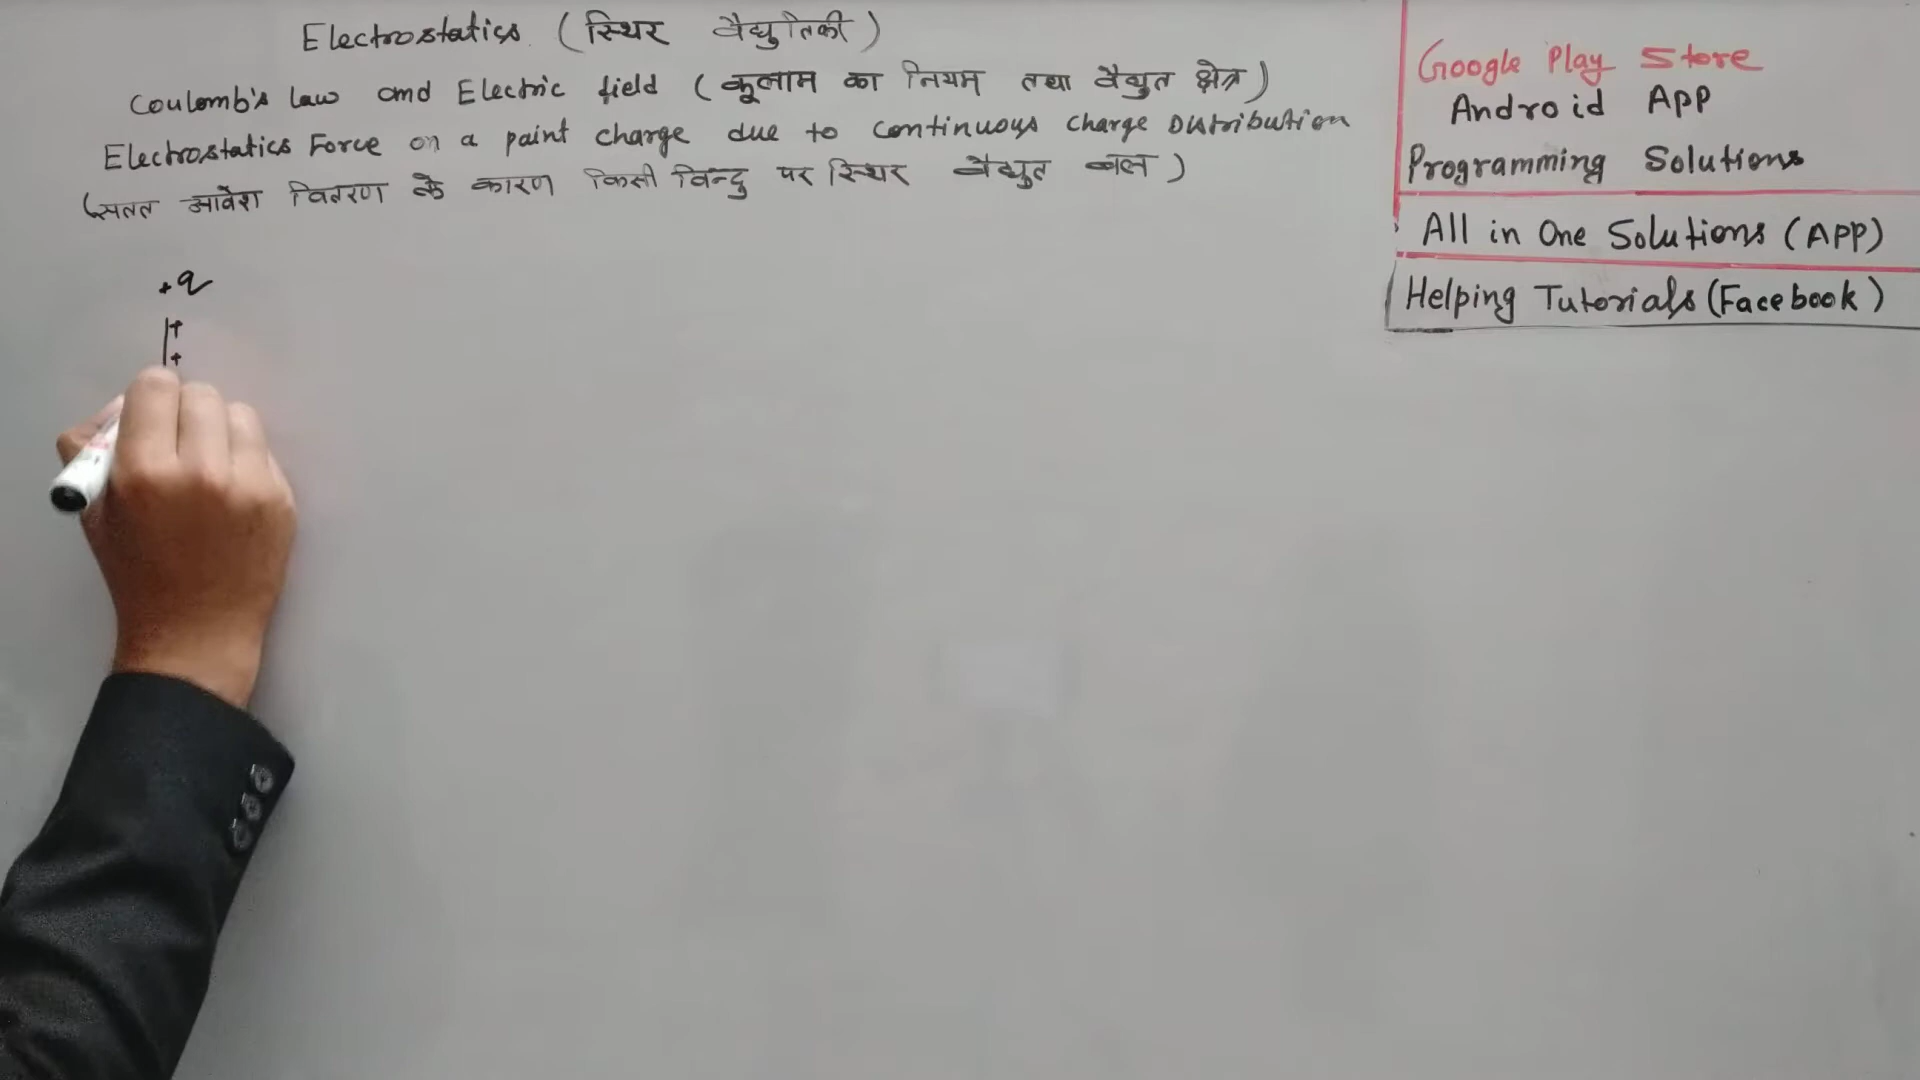 Electrostatics (स्थिर वैद्युतिकी)
Coulomb's law and Electric field (कूलाम का नियम तथा वैद्युत क्षेत्र)
Electrostatics Force on a paint charge due to continuous charge Distribution
(सतत आवेश वितरण के कारण किसी विन्दु पर स्थिर वैद्युत बल)
+q
+
+
Google Play Store
Android App
Programming Solutions
All in One Solutions (APP)
Helping Tutorials (Facebook)